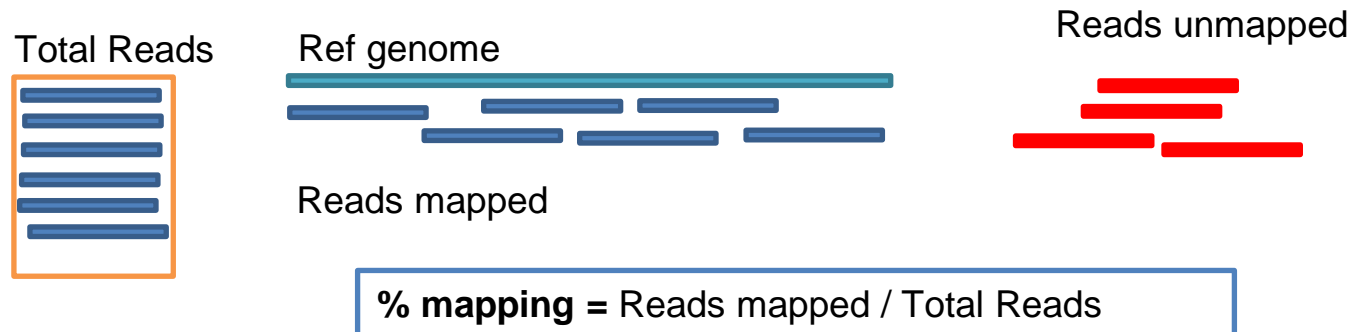 Total Reads
Ref genome
Reads unmapped
Reads mapped
% mapping = Reads mapped / Total Reads